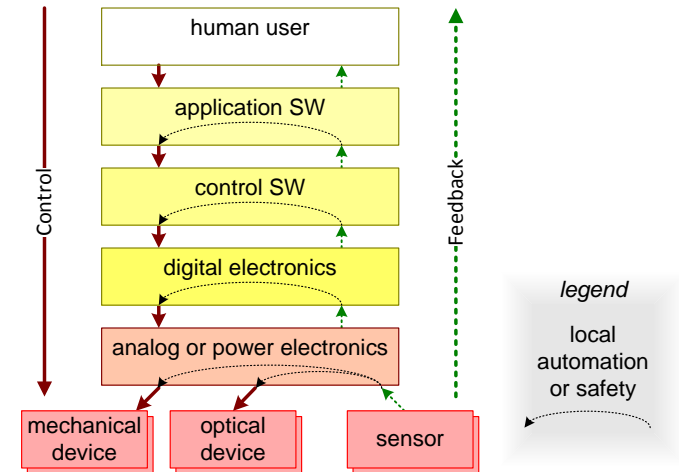 human user
application SW
control SW
digital electronics
analog or power electronics
mechanical
device
optical
device
sensor
Control
Feedback
legend
local
automation
or safety